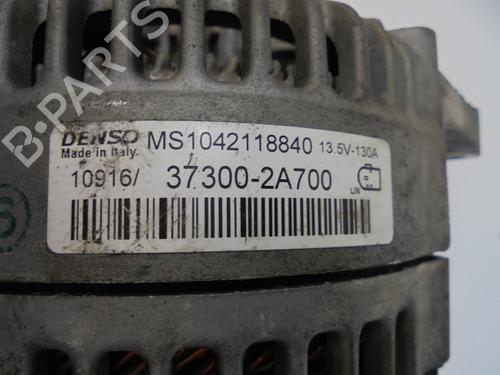 B-PARTS
DENSO MS1042118840 13.5V-130A
Made in Italy
10916/ 37300-2A700 LIN